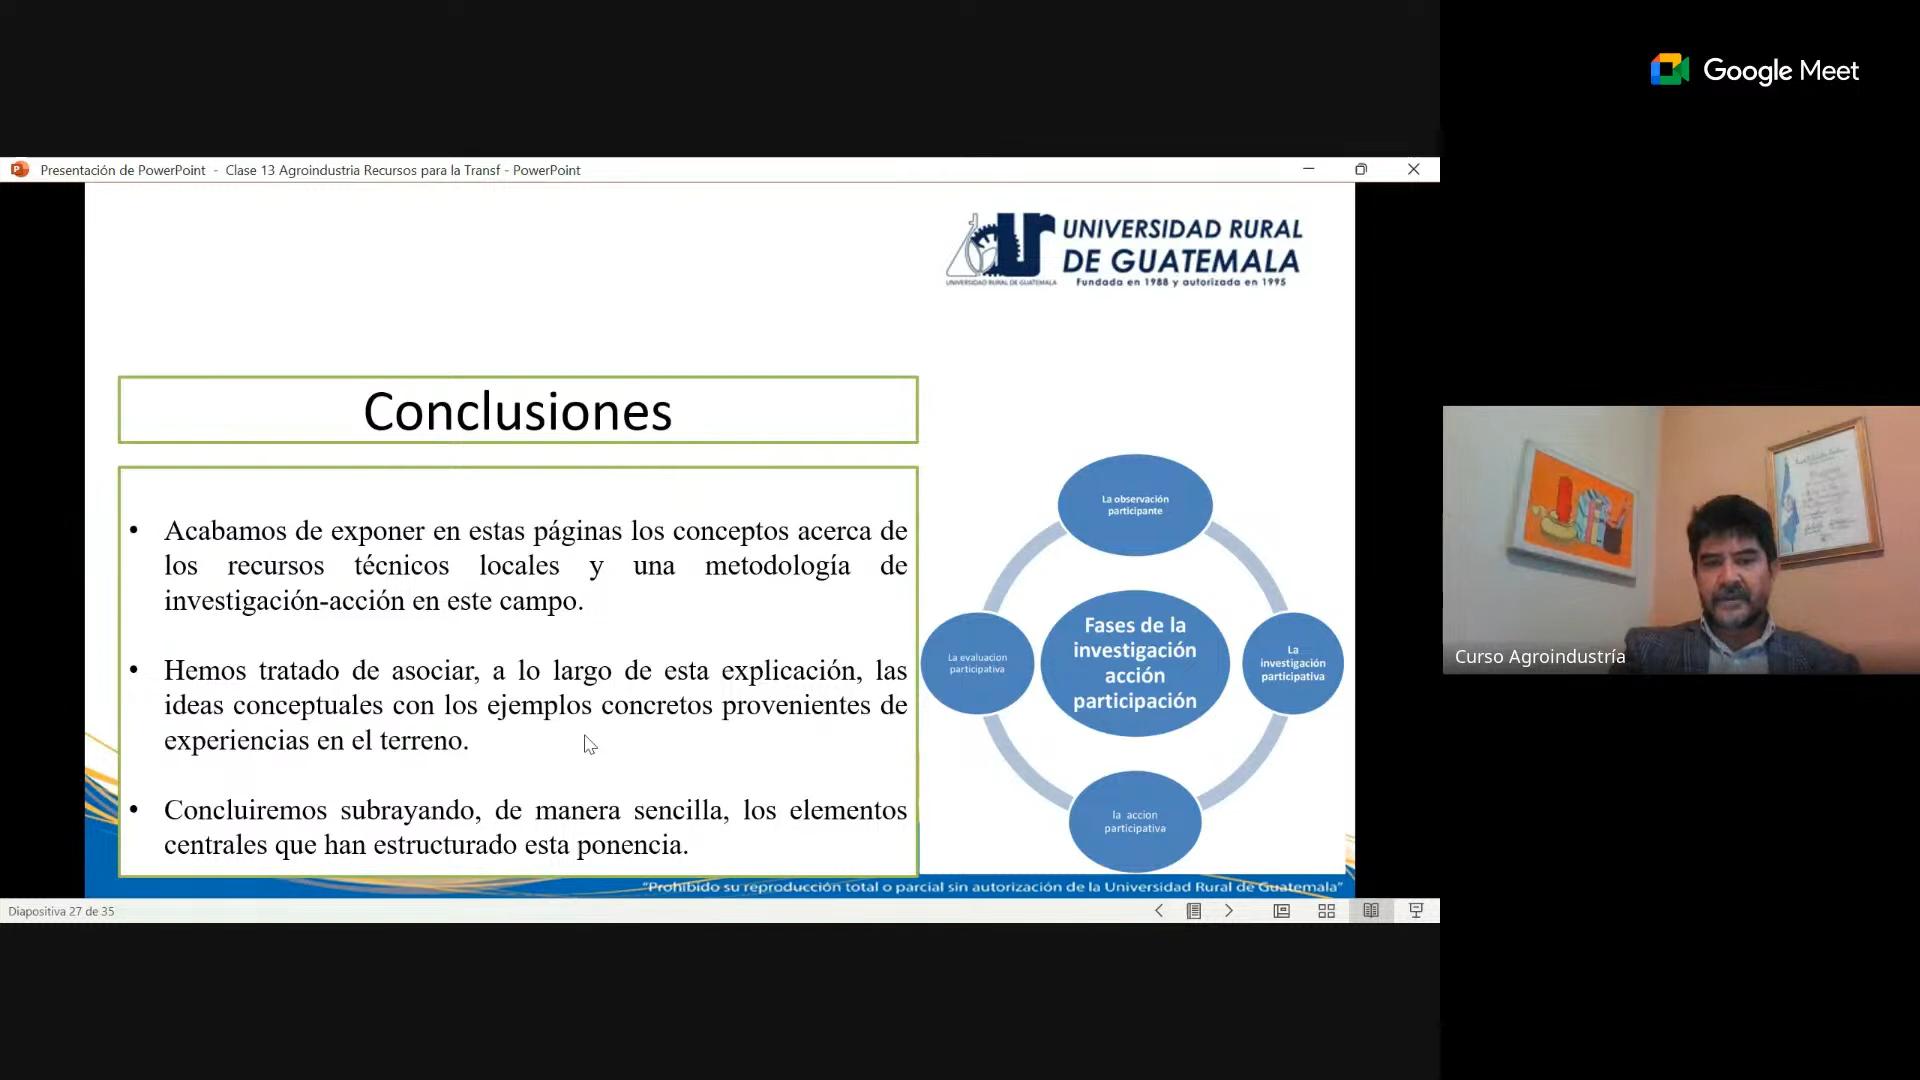 Google Meet
Presentación de PowerPoint - Clase 13 Agroindustria Recursos para la Transf - PowerPoint
UNIVERSIDAD RURAL
DE GUATEMALA
UNIVERSIDAD RURAL DE GUATEMALA
Fundada en 1988 y autorizada en 1995
Conclusiones
• Acabamos de exponer en estas páginas los conceptos acerca de
los recursos técnicos locales y una metodología de
investigación-acción en este campo.
• Hemos tratado de asociar, a lo largo de esta explicación, las
ideas conceptuales con los ejemplos concretos provenientes de
experiencias en el terreno.
• Concluiremos subrayando, de manera sencilla, los elementos
centrales que han estructurado esta ponencia.
La observación
participante
La evaluacion
participativa
Fases de la
investigación
acción
participación
La
investigación
participativa
la accion
participativa
"Prohibido su reproducción total o parcial sin autorización de la Universidad Rural de Guatemala"
Diapositiva 27 de 35
Curso Agroindustría